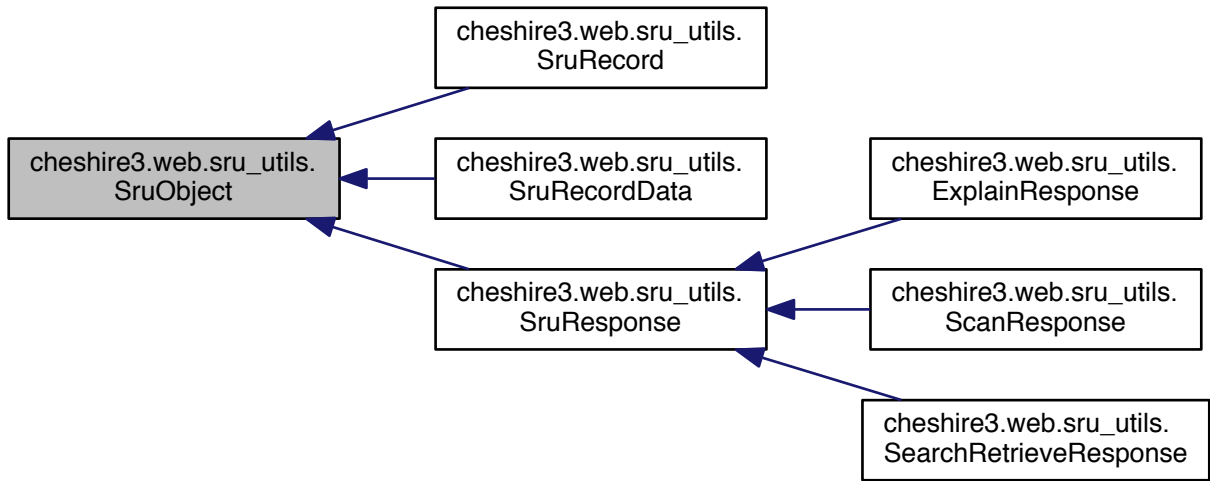 cheshire3.web.sru_utils.
SruRecord
cheshire3.web.sru_utils.
SruObject
cheshire3.web.sru_utils.
SruRecordData
cheshire3.web.sru_utils.
ExplainResponse
cheshire3.web.sru_utils.
SruResponse
cheshire3.web.sru_utils.
ScanResponse
cheshire3.web.sru_utils.
SearchRetrieveResponse